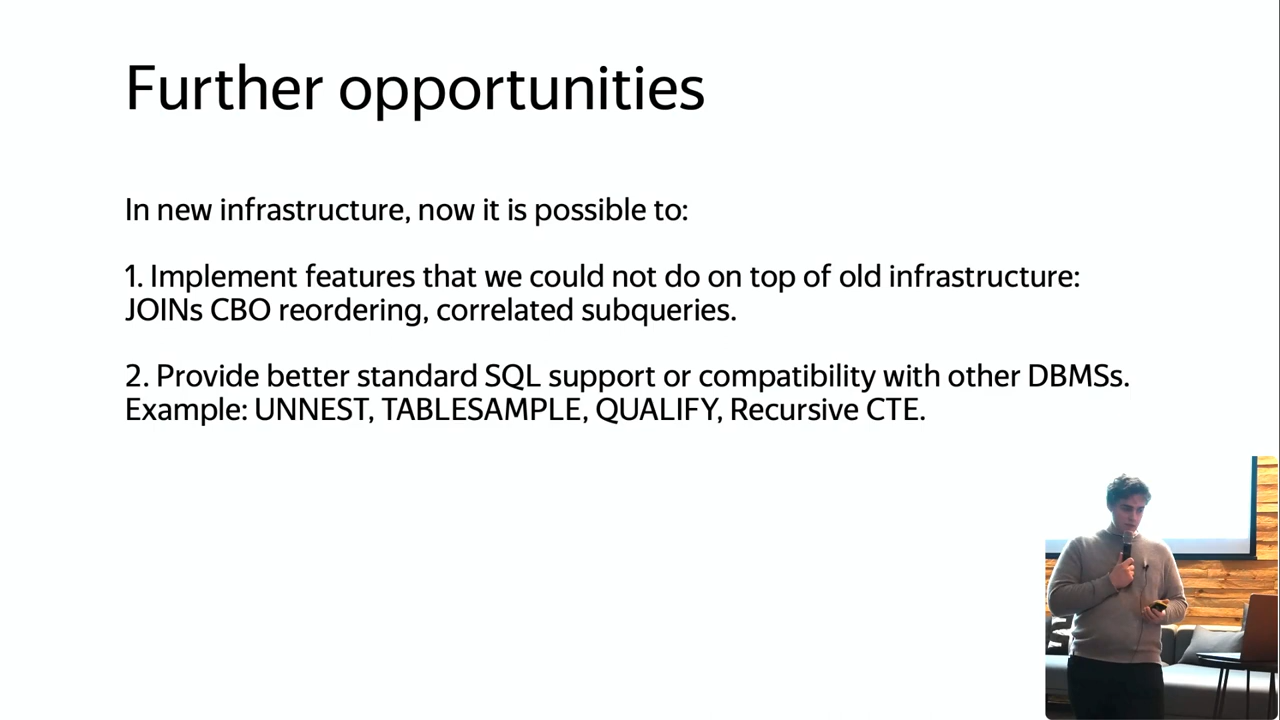 Further opportunities
In new infrastructure, now it is possible to:
1. Implement features that we could not do on top of old infrastructure:
JOINs CBO reordering, correlated subqueries.
2. Provide better standard SQL support or compatibility with other DBMSs.
Example: UNNEST, TABLESAMPLE, QUALIFY, Recursive CTE.